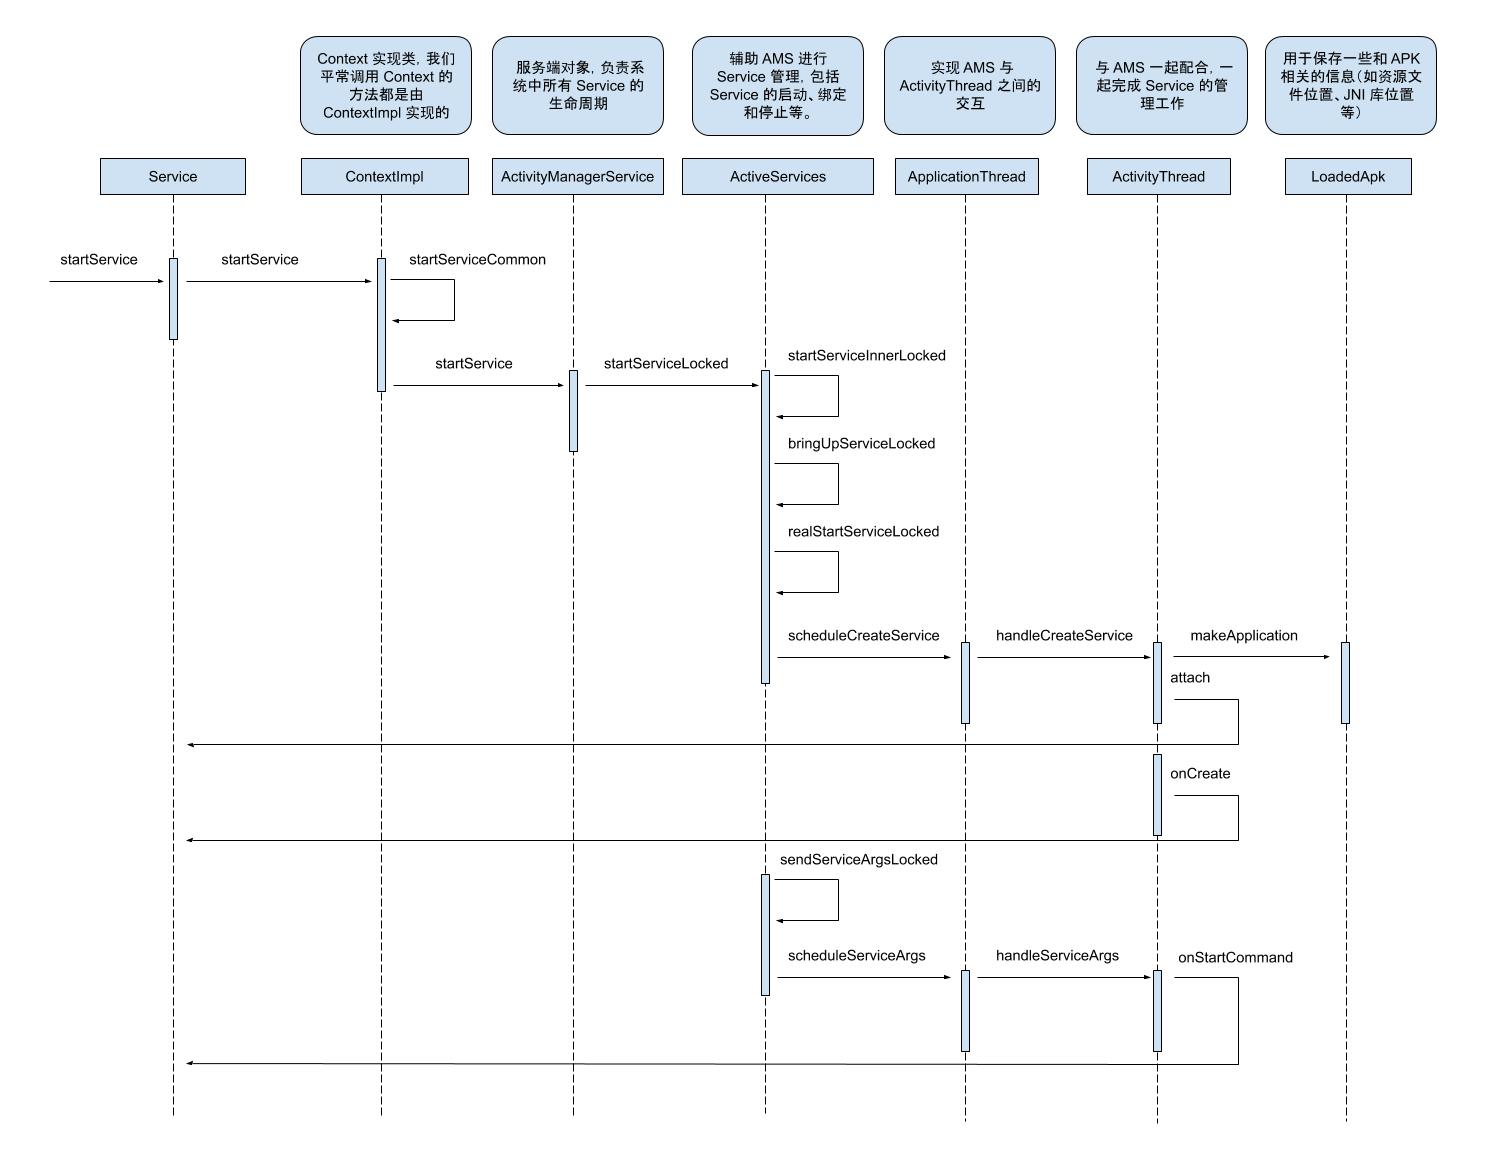 Context 实现类，我们
平常调用 Context 的
方法都是由
ContextImpl 实现的
服务端对象，负责系
统中所有 Service 的
生命周期
辅助 AMS 进行
Service 管理，包括
Service 的启动、绑定
和停止等。
实现 AMS 与
ActivityThread 之间的
交互
与 AMS 一起配合，一
起完成 Service 的管
理工作
用于保存一些和 APK
相关的信息（如资源文
件位置、JNI 库位置
等）
Service
ContextImpl
ActivityManagerService
ActiveServices
ApplicationThread
ActivityThread
LoadedApk
startService
startService
startServiceCommon
startService
startServiceLocked
startServiceInnerLocked
bringUpServiceLocked
realStartServiceLocked
scheduleCreateService
handleCreateService
makeApplication
attach
onCreate
sendServiceArgsLocked
scheduleServiceArgs
handleServiceArgs
onStartCommand